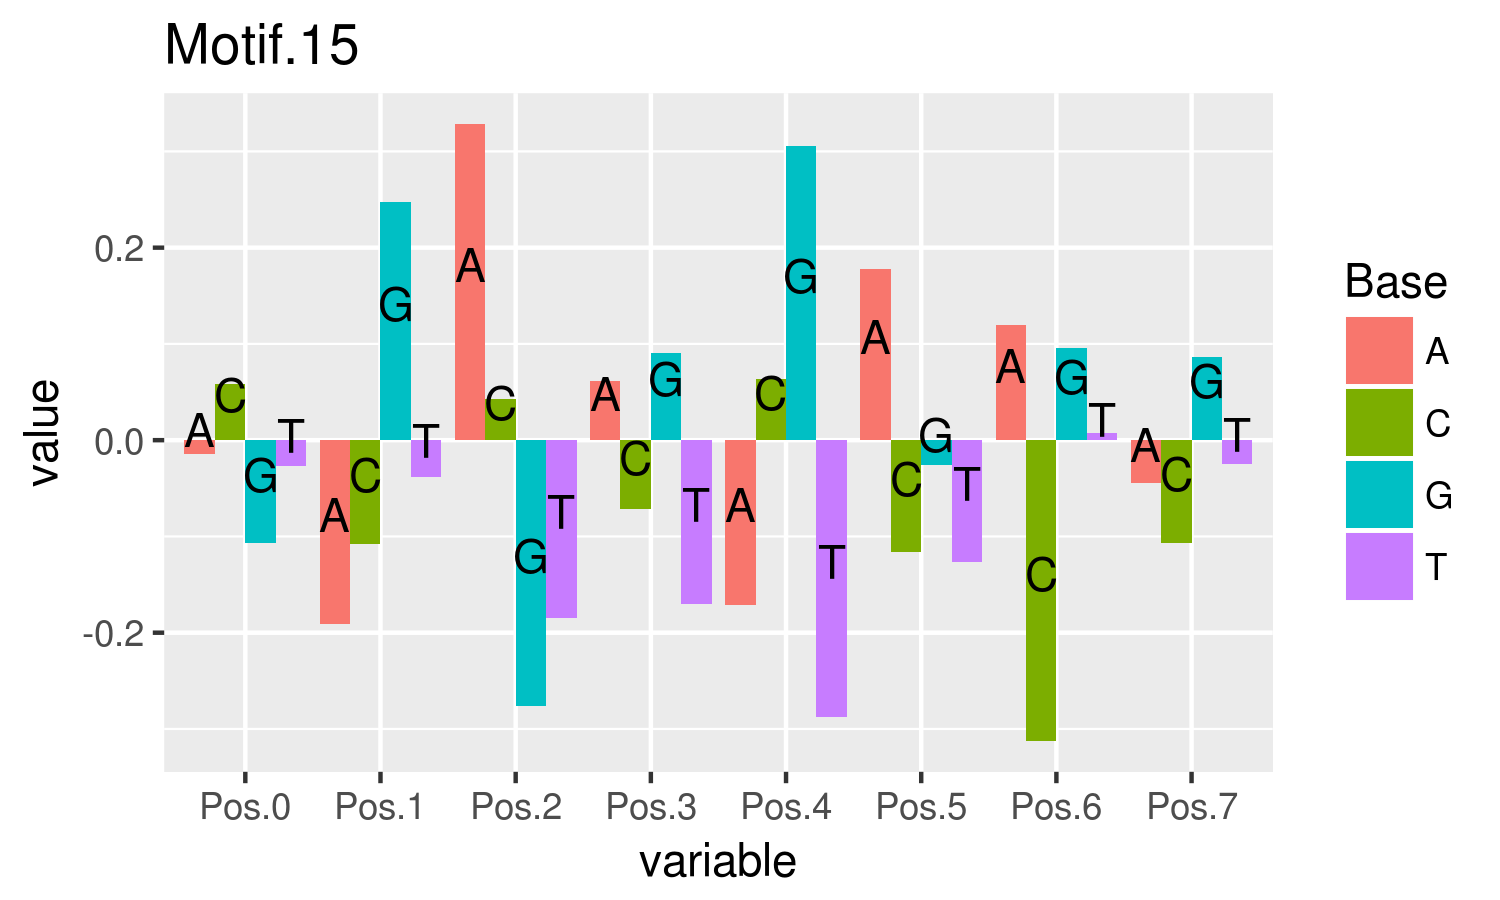 Motif.15
value
0.2
0.0
-0.2
A C G T
A C G T
A C G T
A C G T
A C G T
A C G T
A C G T
A C G T
Pos.0 Pos.1 Pos.2 Pos.3 Pos.4 Pos.5 Pos.6 Pos.7
variable
Base
A
C
G
T